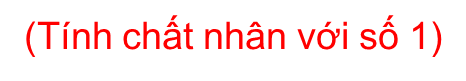 (Tính chất nhân với số 1)